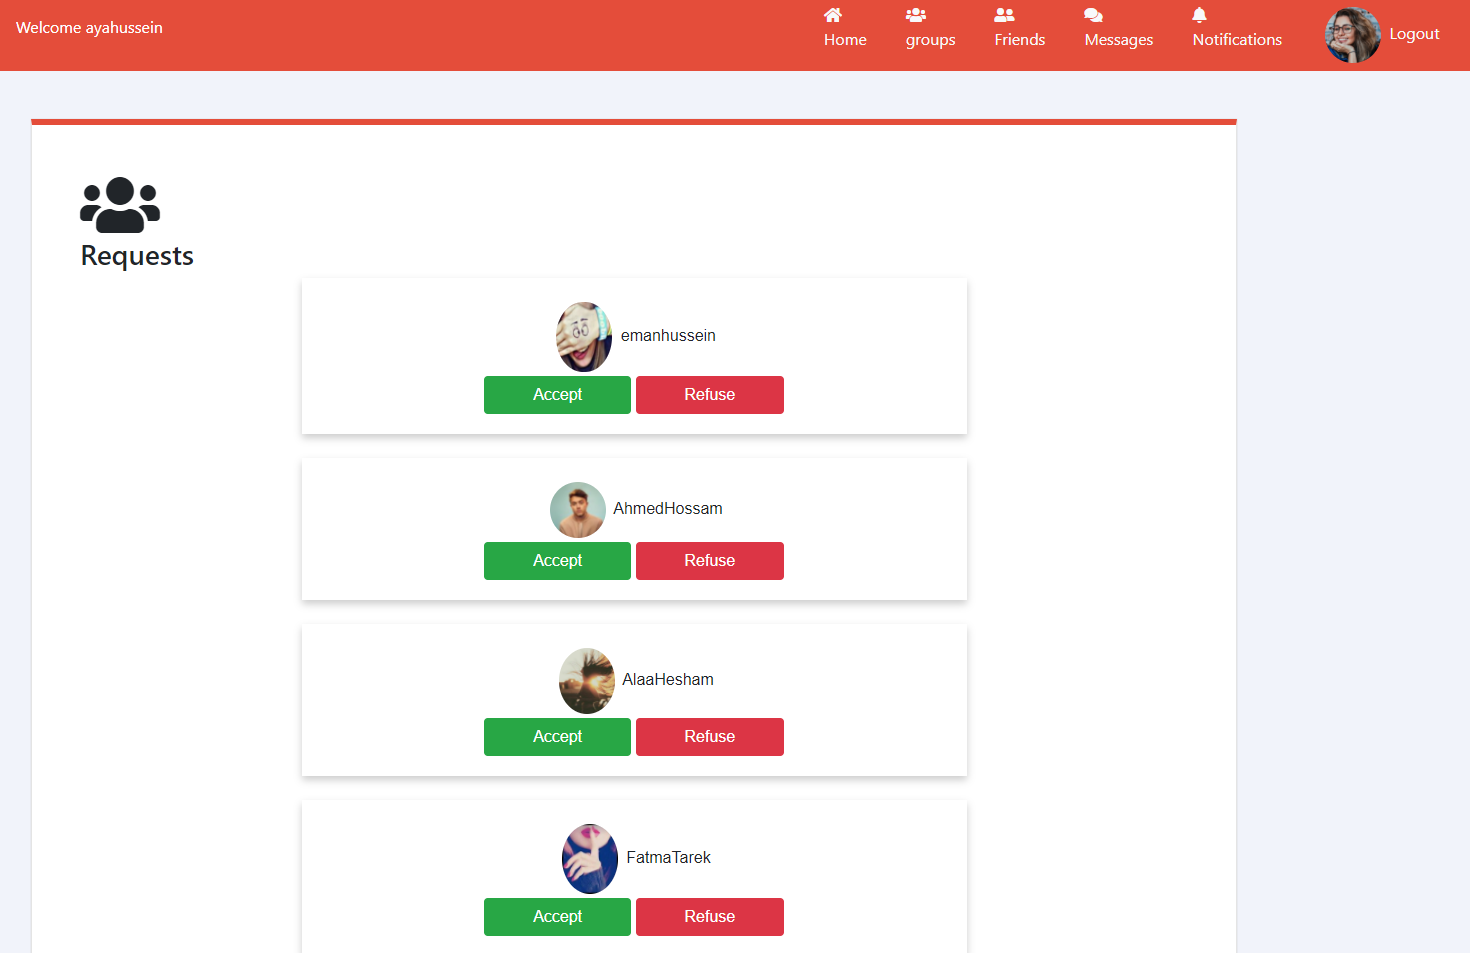 Welcome ayahussein
Home groups Friends Messages Notifications Logout
Requests
emanhussein
Accept Refuse
AhmedHossam
Accept Refuse
AlaaHesham
Accept Refuse
FatmaTarek
Accept Refuse